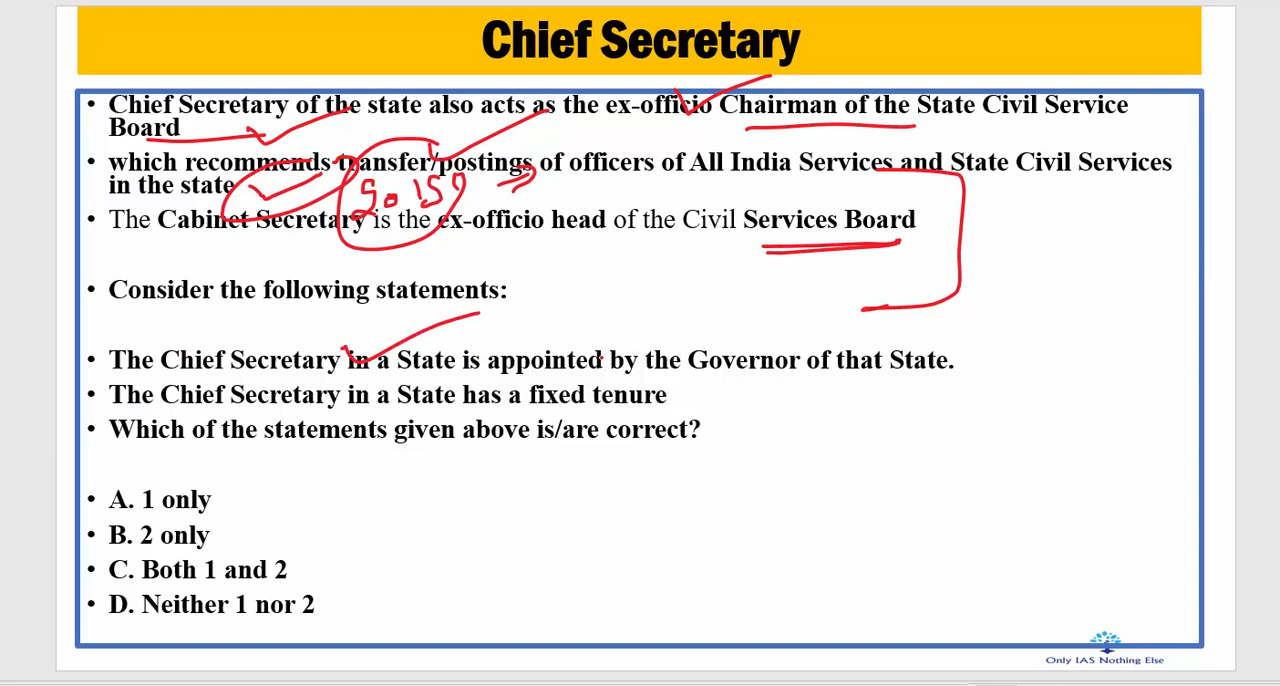 Chief Secretary
• Chief Secretary of the state also acts as the ex-officio Chairman of the State Civil Service
Board
• which recommends transfer/postings of officers of All India Services and State Civil Services
in the state
• The Cabinet Secretary is the ex-officio head of the Civil Services Board
• Consider the following statements:
• The Chief Secretary in a State is appointed by the Governor of that State.
• The Chief Secretary in a State has a fixed tenure
• Which of the statements given above is/are correct?
• A. 1 only
• B. 2 only
• C. Both 1 and 2
• D. Neither 1 nor 2
Only IAS Nothing Else